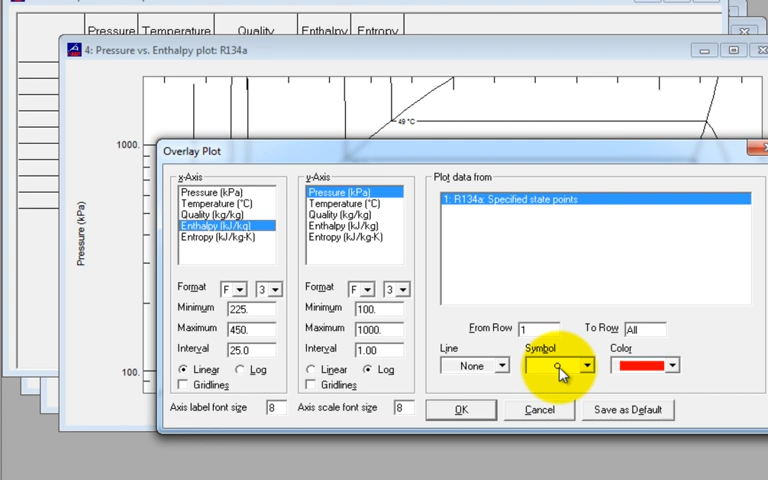 Pressure Temperature Quality Enthalpy Entropy
4: Pressure vs. Enthalpy plot: R134a
49 °C
1000.
Pressure (kPa)
100.
Overlay Plot
x-Axis
Pressure (kPa)
Temperature (°C)
Quality (kg/kg)
Enthalpy (kJ/kg)
Entropy (kJ/kg-K)
Format F 3
Minimum 225.
Maximum 450.
Interval 25.0
Linear Log
Gridlines
Axis label font size 8
y-Axis
Pressure (kPa)
Temperature (°C)
Quality (kg/kg)
Enthalpy (kJ/kg)
Entropy (kJ/kg-K)
Format F 3
Minimum 100.
Maximum 1000.
Interval 1.00
Linear Log
Gridlines
Axis scale font size 8
Plot data from
1: R134a: Specified state points
From Row 1 To Row All
Line Symbol Color
None
OK Cancel Save as Default